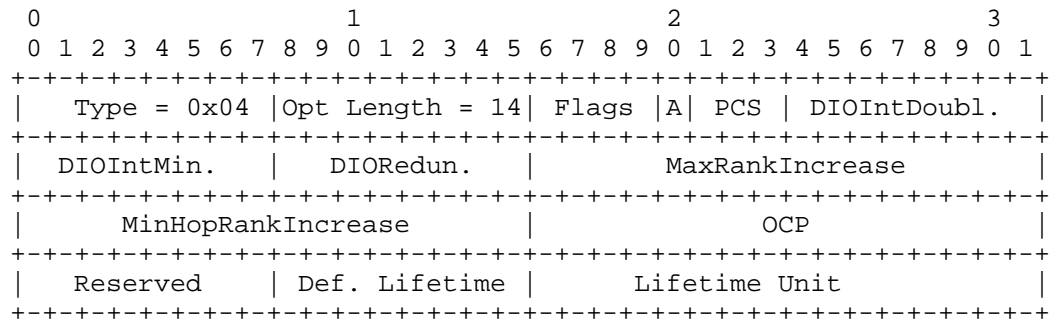 0                   1                   2                   3
 0 1 2 3 4 5 6 7 8 9 0 1 2 3 4 5 6 7 8 9 0 1 2 3 4 5 6 7 8 9 0 1
+-+-+-+-+-+-+-+-+-+-+-+-+-+-+-+-+-+-+-+-+-+-+-+-+-+-+-+-+-+-+-+-+
|   Type = 0x04 |Opt Length = 14| Flags |A| PCS | DIOIntDoubl.  |
+-+-+-+-+-+-+-+-+-+-+-+-+-+-+-+-+-+-+-+-+-+-+-+-+-+-+-+-+-+-+-+-+
|  DIOIntMin.   |   DIORedun.   |        MaxRankIncrease        |
+-+-+-+-+-+-+-+-+-+-+-+-+-+-+-+-+-+-+-+-+-+-+-+-+-+-+-+-+-+-+-+-+
|      MinHopRankIncrease       |              OCP              |
+-+-+-+-+-+-+-+-+-+-+-+-+-+-+-+-+-+-+-+-+-+-+-+-+-+-+-+-+-+-+-+-+
|   Reserved    | Def. Lifetime |      Lifetime Unit            |
+-+-+-+-+-+-+-+-+-+-+-+-+-+-+-+-+-+-+-+-+-+-+-+-+-+-+-+-+-+-+-+-+